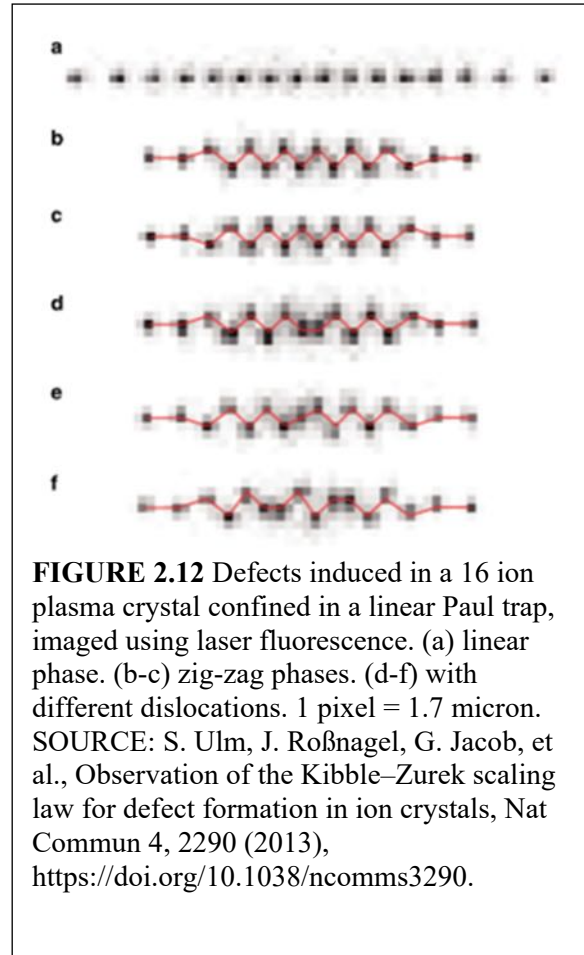 a
b
c
d
e
f
FIGURE 2.12 Defects induced in a 16 ion
plasma crystal confined in a linear Paul trap,
imaged using laser fluorescence. (a) linear
phase. (b-c) zig-zag phases. (d-f) with
different dislocations. 1 pixel = 1.7 micron.
SOURCE: S. Ulm, J. Roßnagel, G. Jacob, et
al., Observation of the Kibble–Zurek scaling
law for defect formation in ion crystals, Nat
Commun 4, 2290 (2013),
https://doi.org/10.1038/ncomms3290.